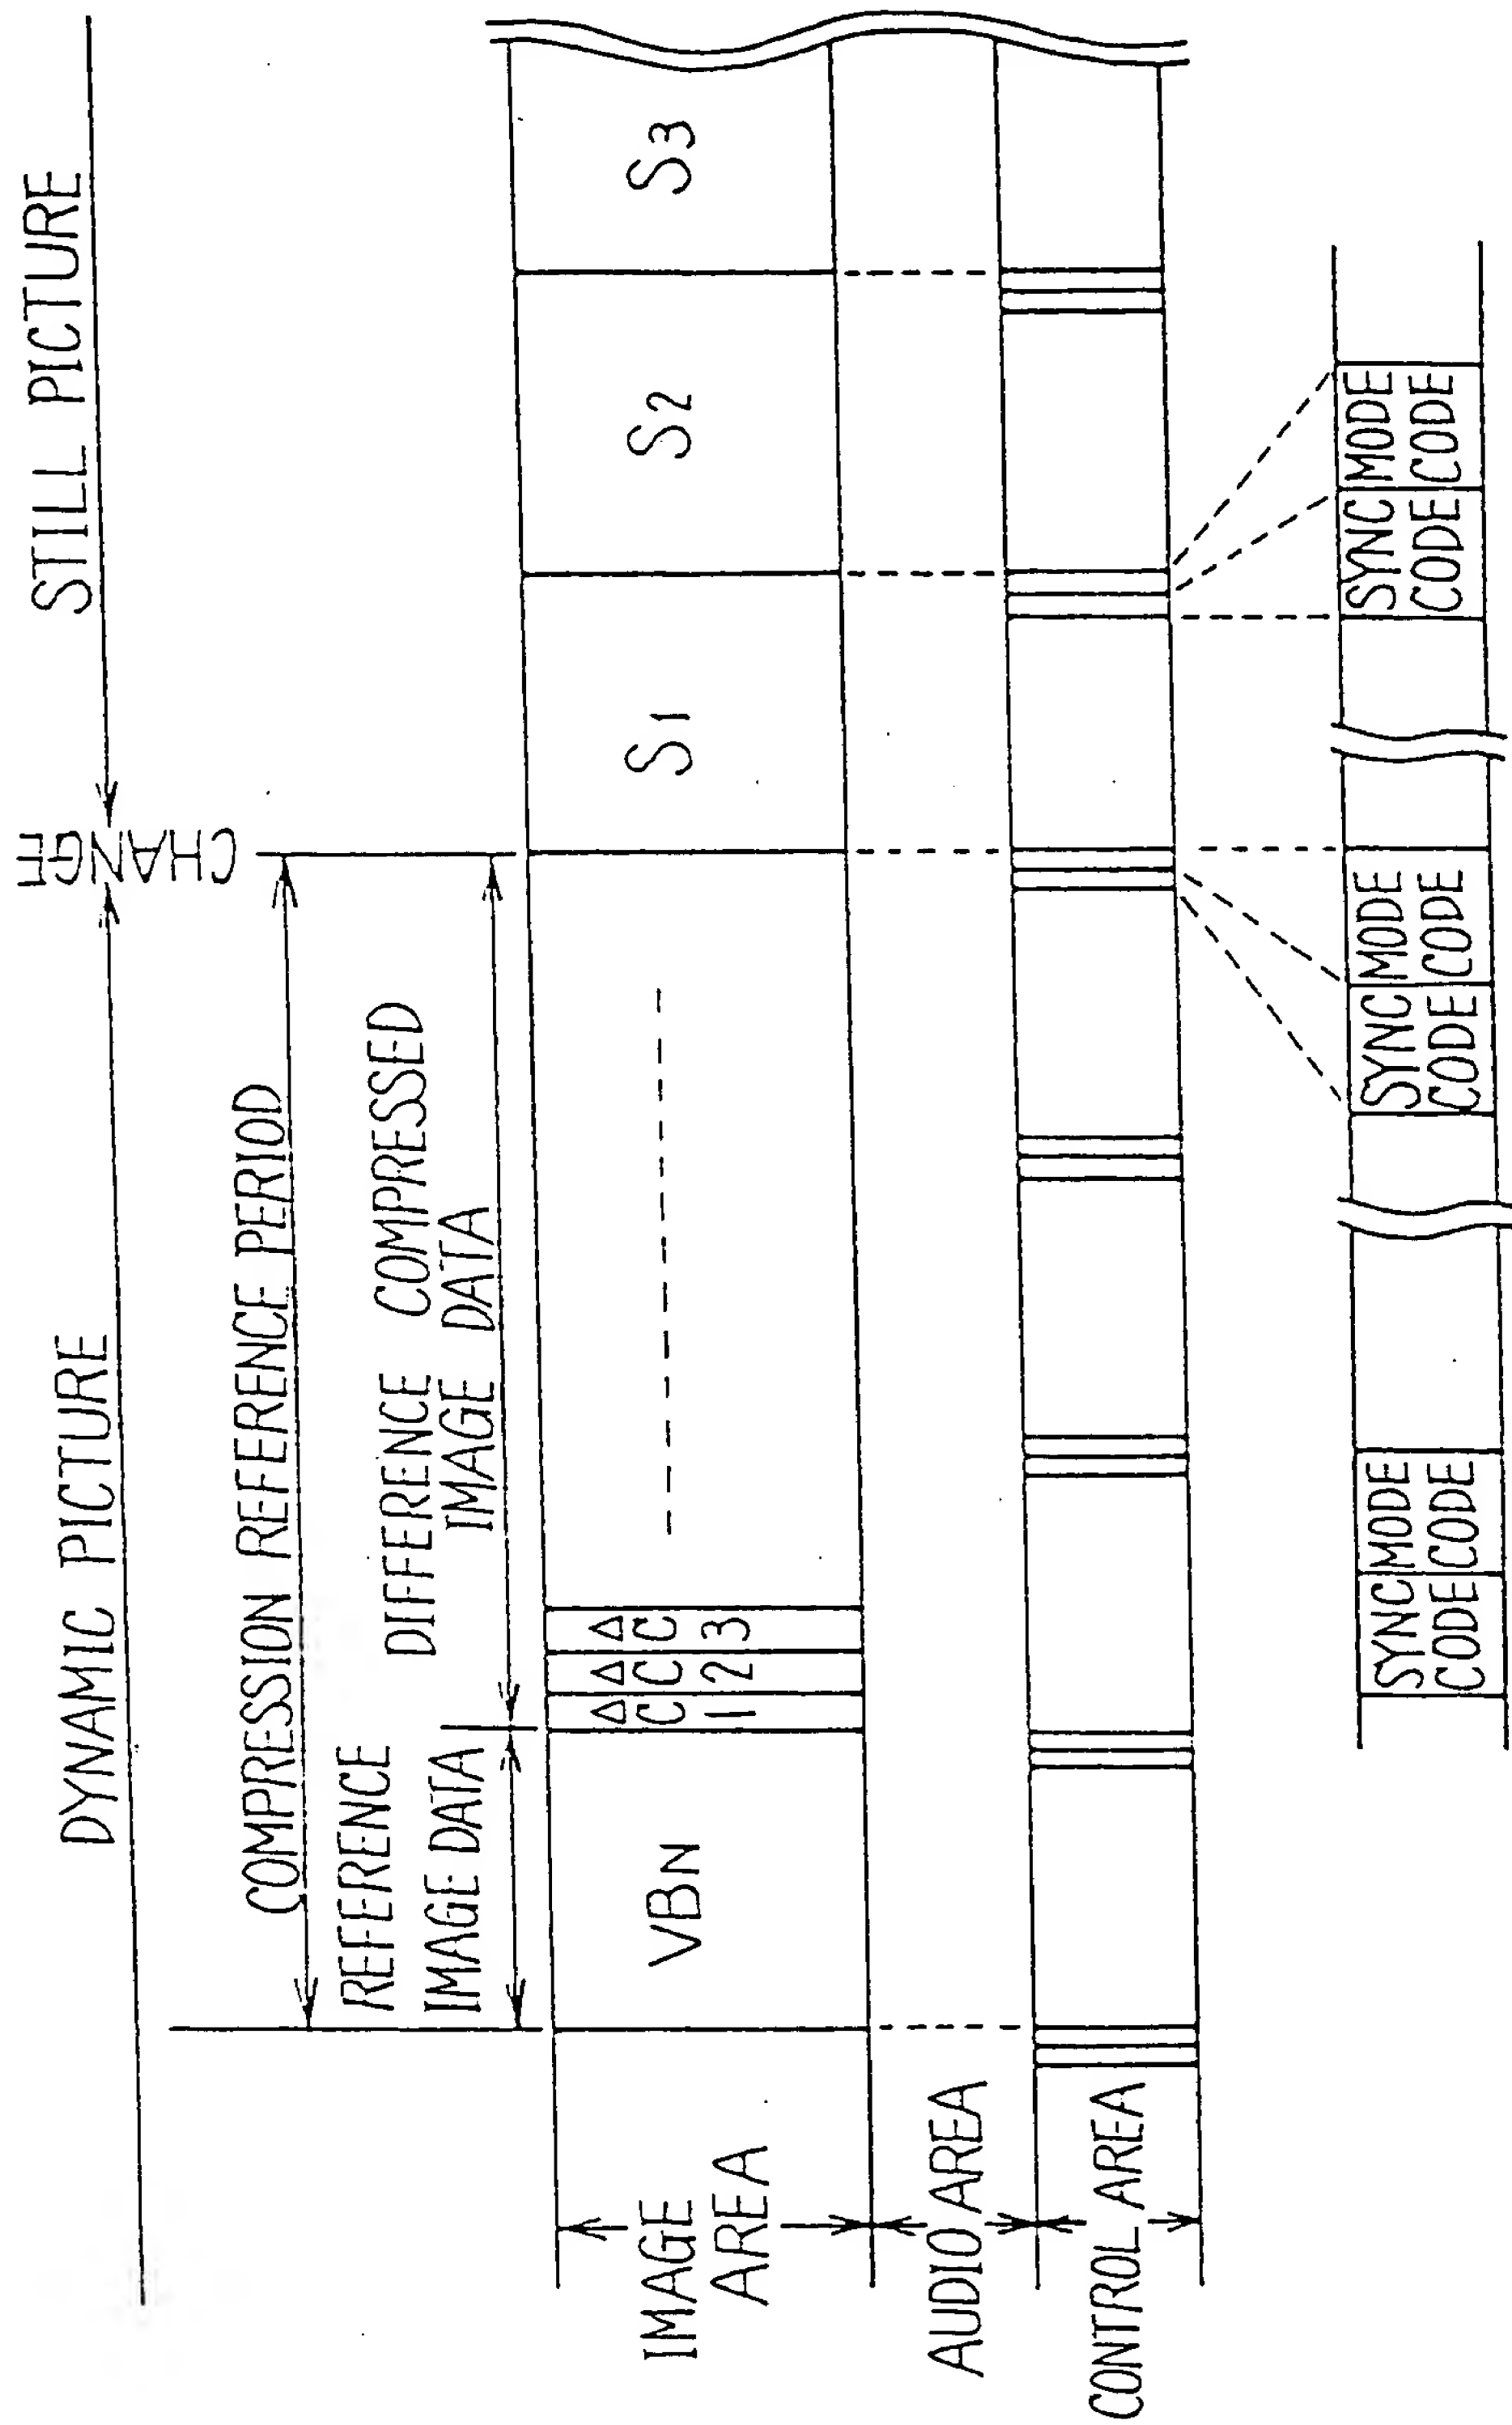 DYNAMIC PICTURE
CHANGE
STILL PICTURE
COMPRESSION REFERENCE PERIOD
REFERENCE
IMAGE DATA
DIFFERENCE COMPRESSED
IMAGE DATA
IMAGE
AREA
VBN
ΔC1
ΔC2
ΔC3
S1
S2
S3
AUDIO AREA
CONTROL AREA
SYNC
CODE
MODE
CODE
SYNC
CODE
MODE
CODE
SYNC
CODE
MODE
CODE